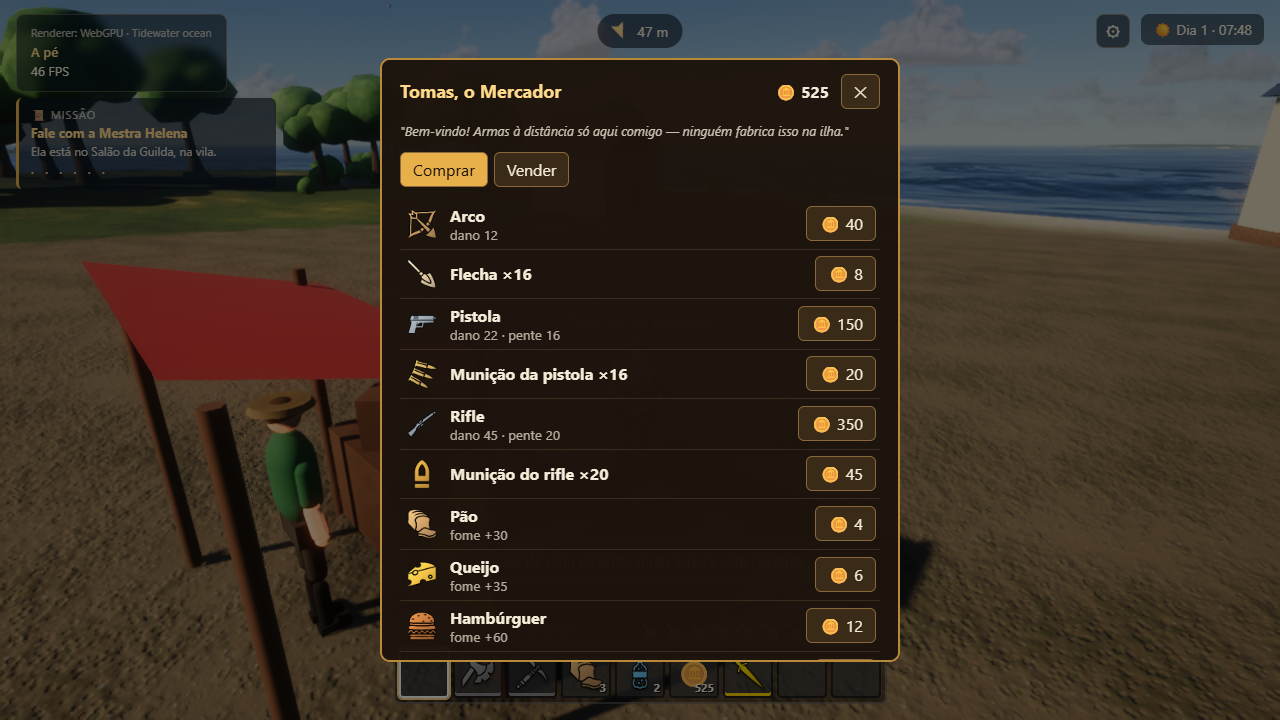 Renderer: WebGPU · Tidewater ocean
A pé
46 FPS
47 m
Dia 1 · 07:48
MISSÃO
Fale com a Mestra Helena
Ela está no Salão da Guilda, na vila.
Tomas, o Mercador
525
"Bem-vindo! Armas à distância só aqui comigo — ninguém fabrica isso na ilha."
Comprar
Vender
Arco
dano 12
40
Flecha ×16
8
Pistola
dano 22 · pente 16
150
Munição da pistola ×16
20
Rifle
dano 45 · pente 20
350
Munição do rifle ×20
45
Pão
fome +30
4
Queijo
fome +35
6
Hambúrguer
fome +60
12
3
2
525